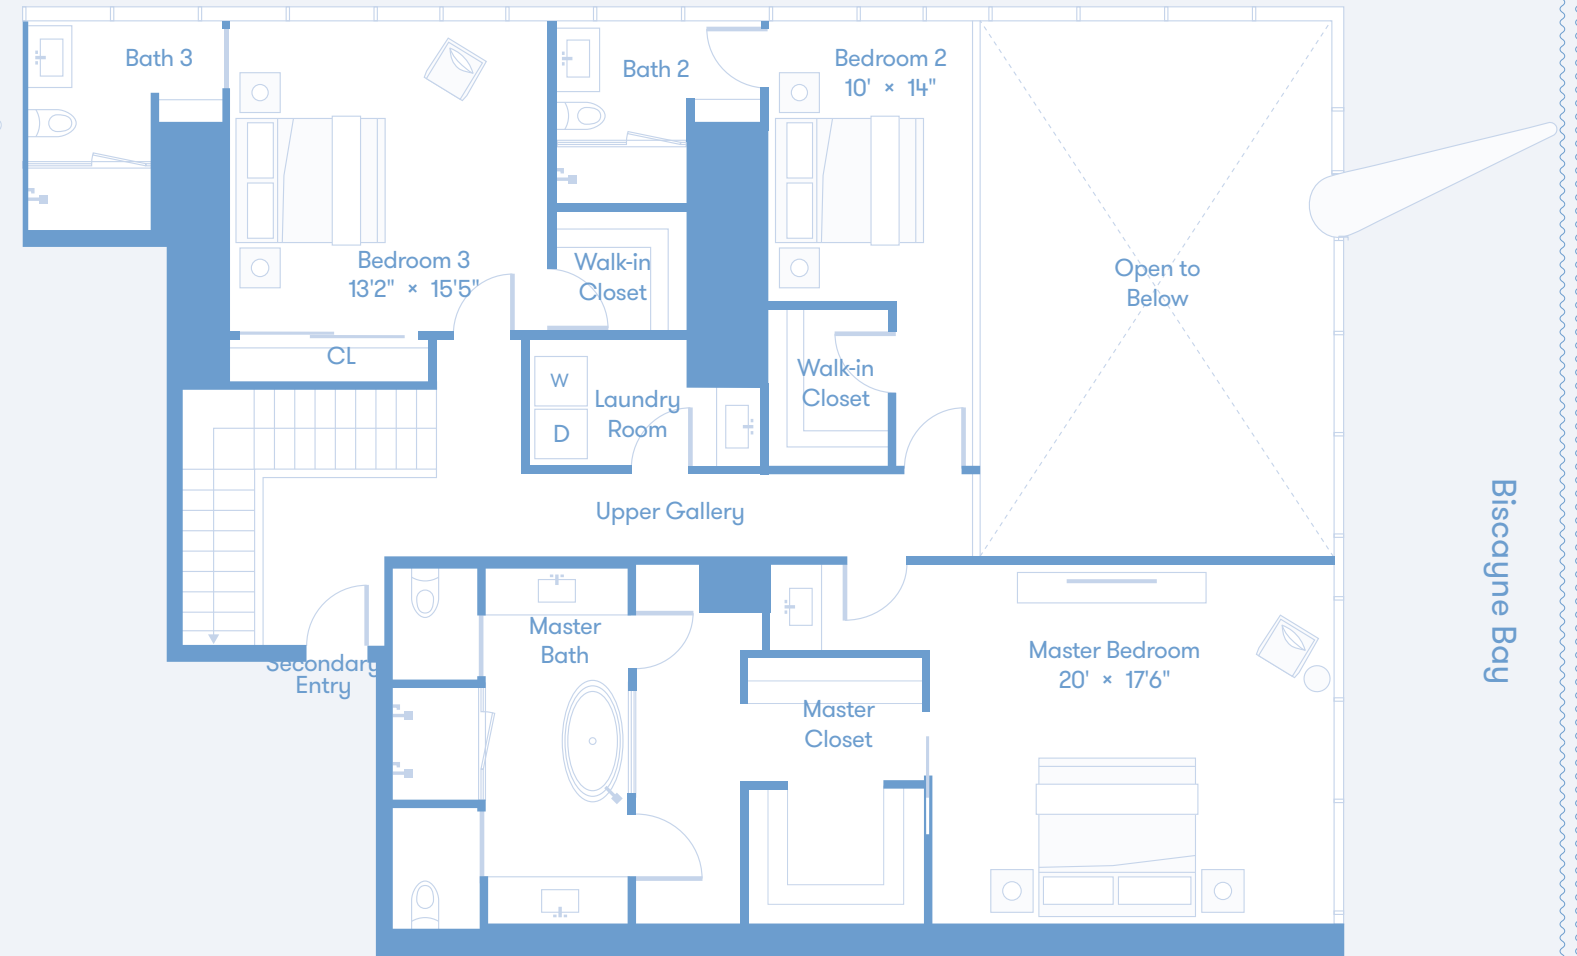 Bath 3
Bath 2
Bedroom 2
10' × 14"
Bedroom 3
13'2" × 15'5"
Walk-in
Closet
Open to
Below
CL
W
D
Laundry
Room
Walk-in
Closet
Upper Gallery
Biscayne Bay
Secondary
Entry
Master
Bath
Master Bedroom
20' × 17'6"
Master
Closet